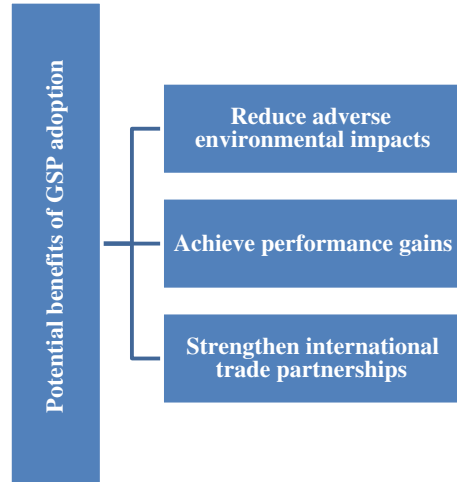 Potential benefits of GSP adoption
Reduce adverse
environmental impacts
Achieve performance gains
Strengthen international
trade partnerships